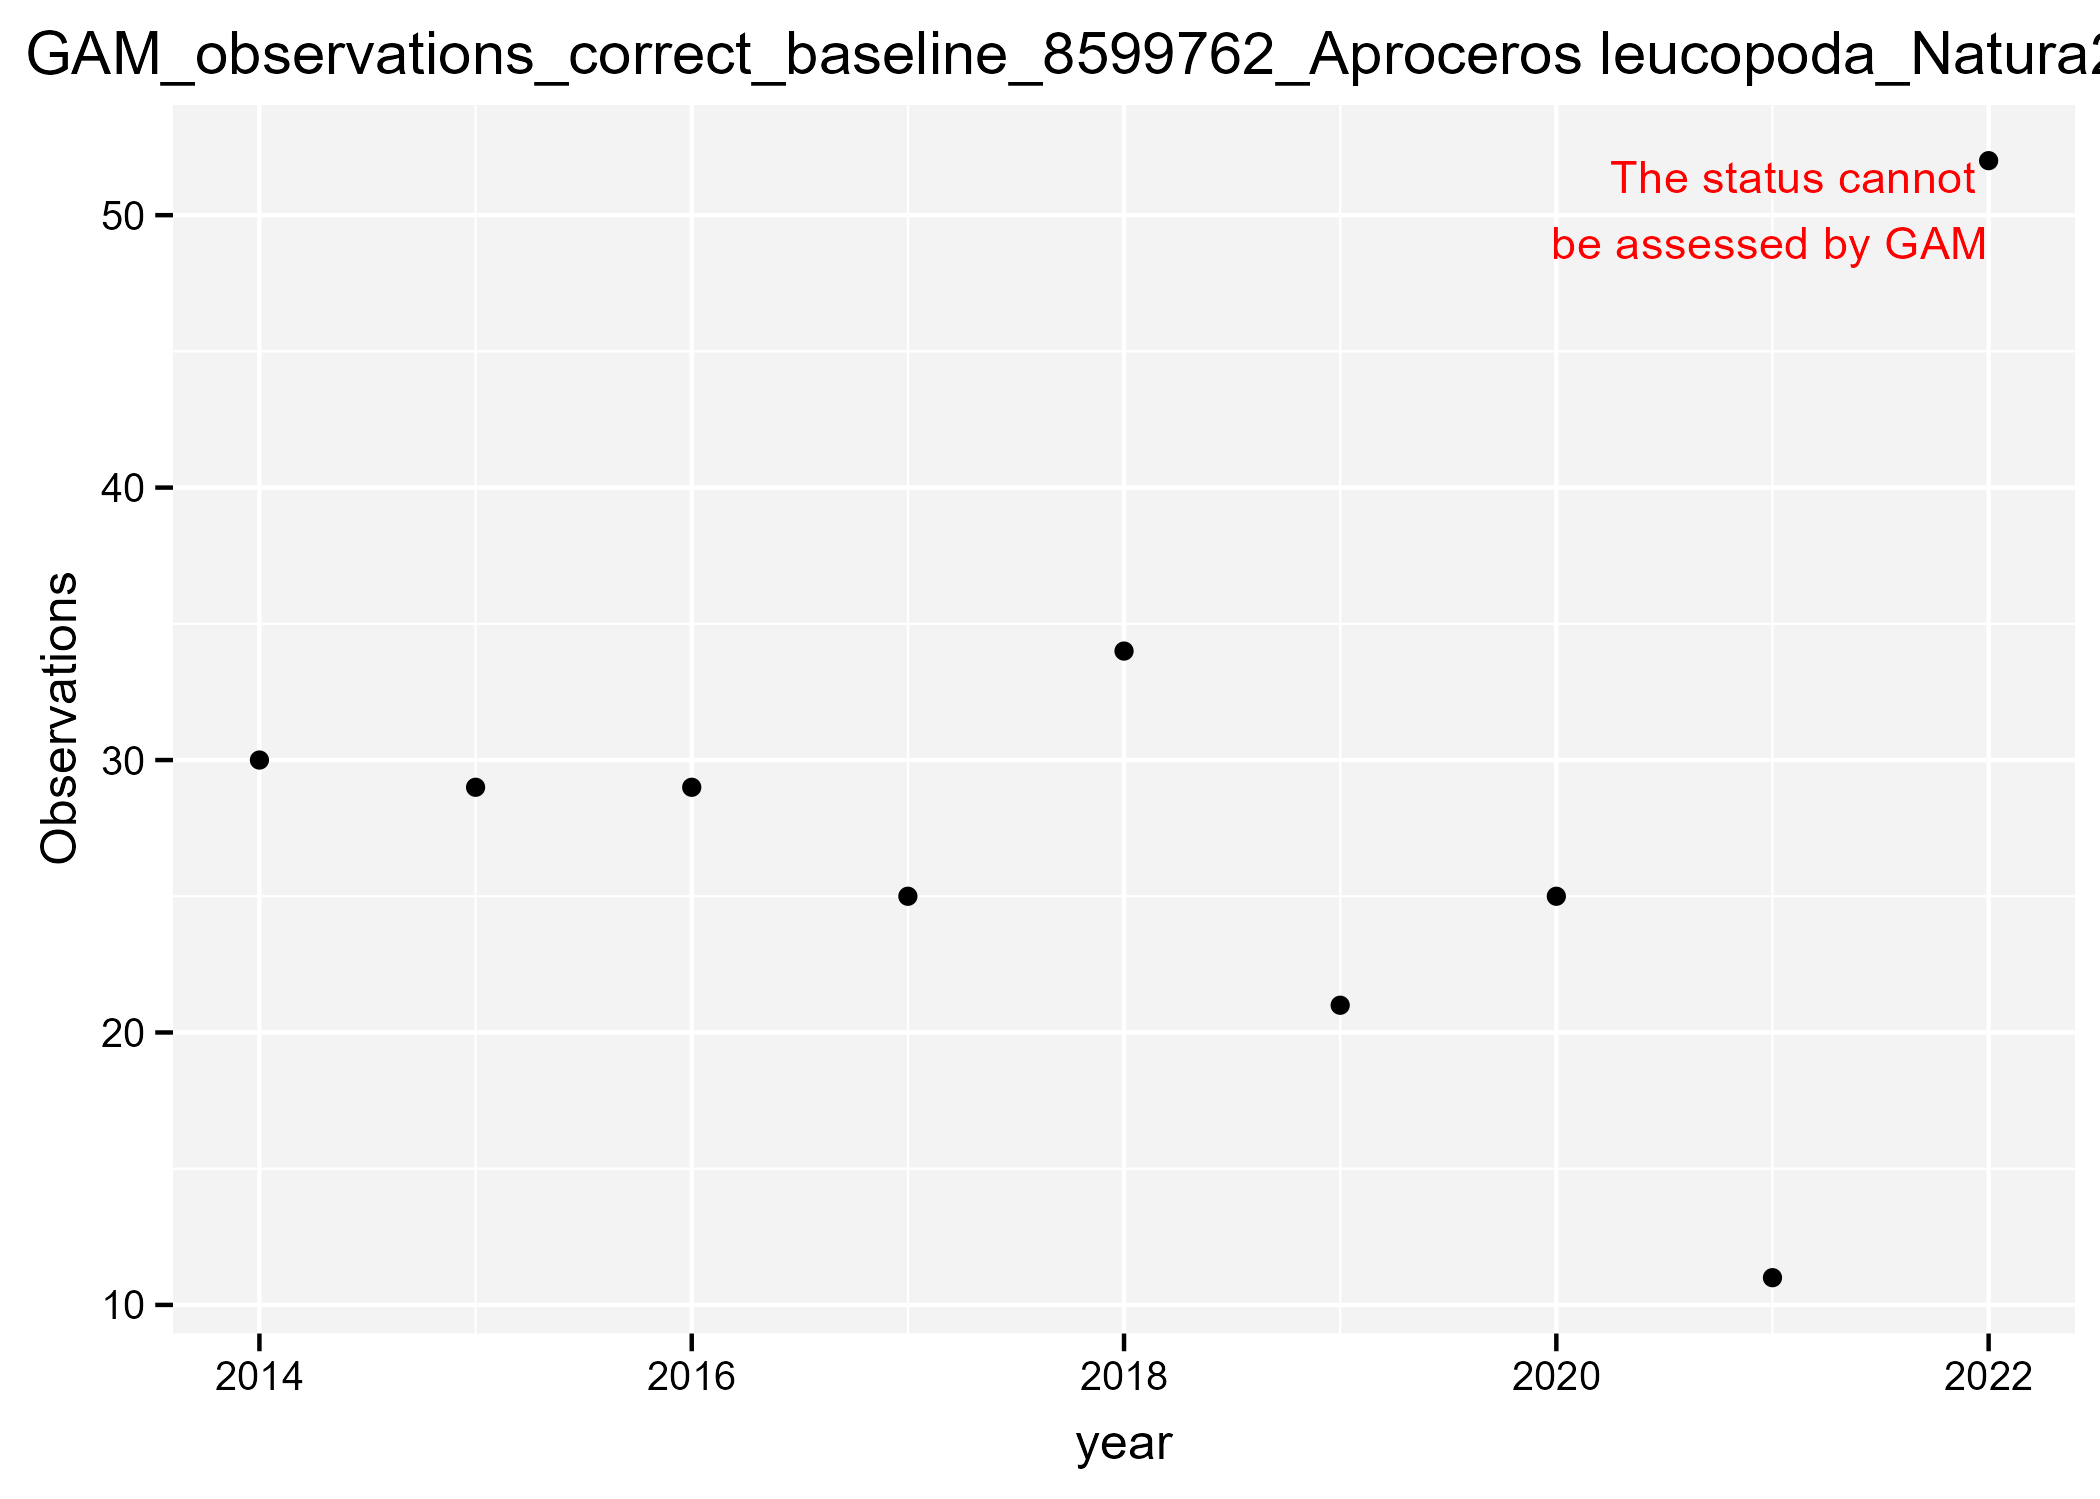 GAM_observations_correct_baseline_8599762_Aproceros leucopoda_Natura2
The status cannot
be assessed by GAM
50
40
30
20
10
Observations
2014 2016 2018 2020 2022
year